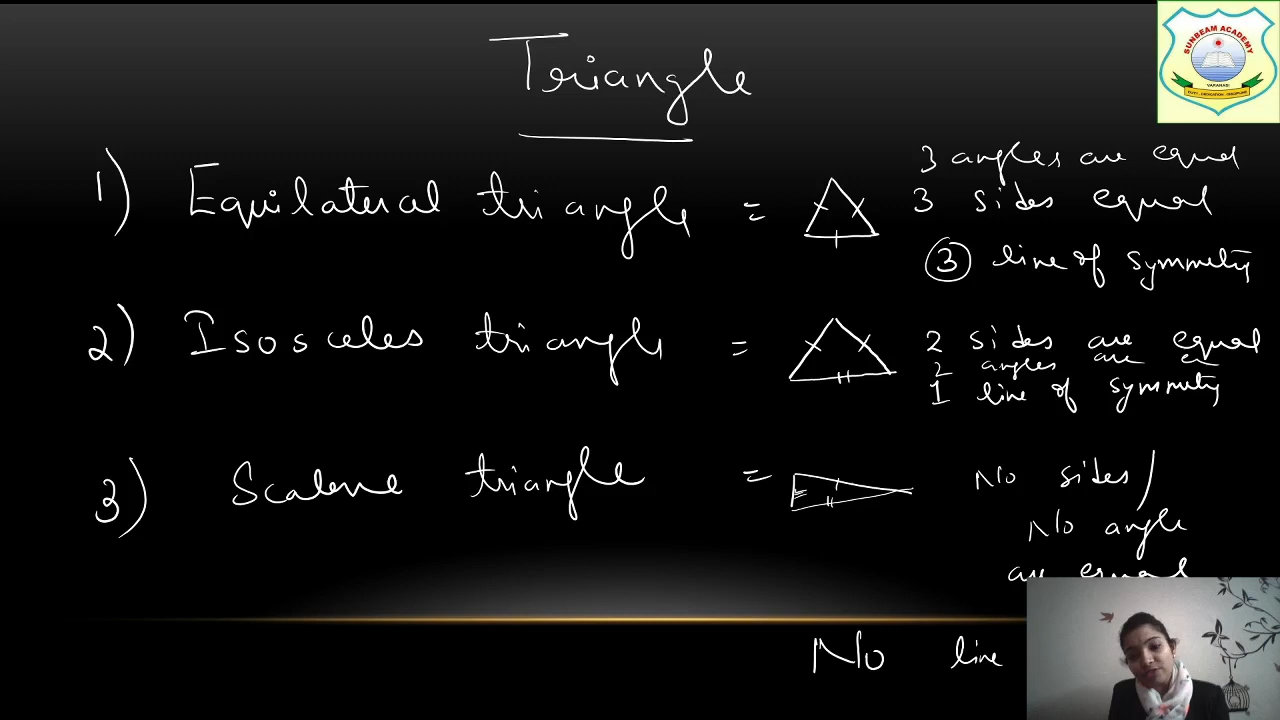 SUNBEAM ACADEMY
VARANASI
Triangle
1) Equilateral triangle =
3 angles are equal
3 sides equal
3 line of symmetry
2) Isosceles triangle =
2 sides are equal
2 angles are
1 line of symmetry
3) Scalene triangle =
No sides/
No angle
are equal
No line